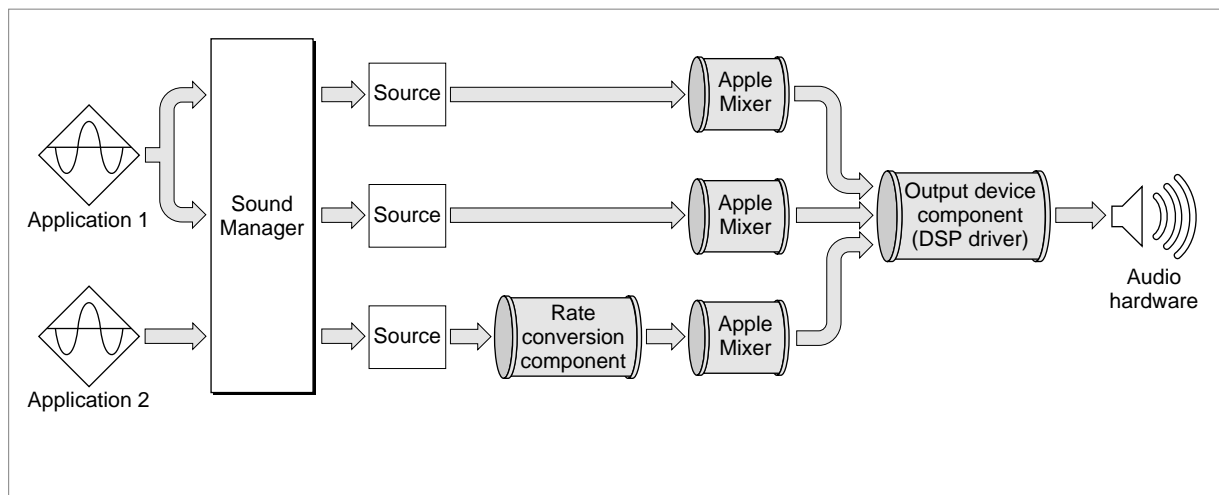 Source
Apple
Mixer
Application 1
Sound
Manager
Source
Apple
Mixer
Output device
component
(DSP driver)
Audio
hardware
Application 2
Source
Rate
conversion
component
Apple
Mixer